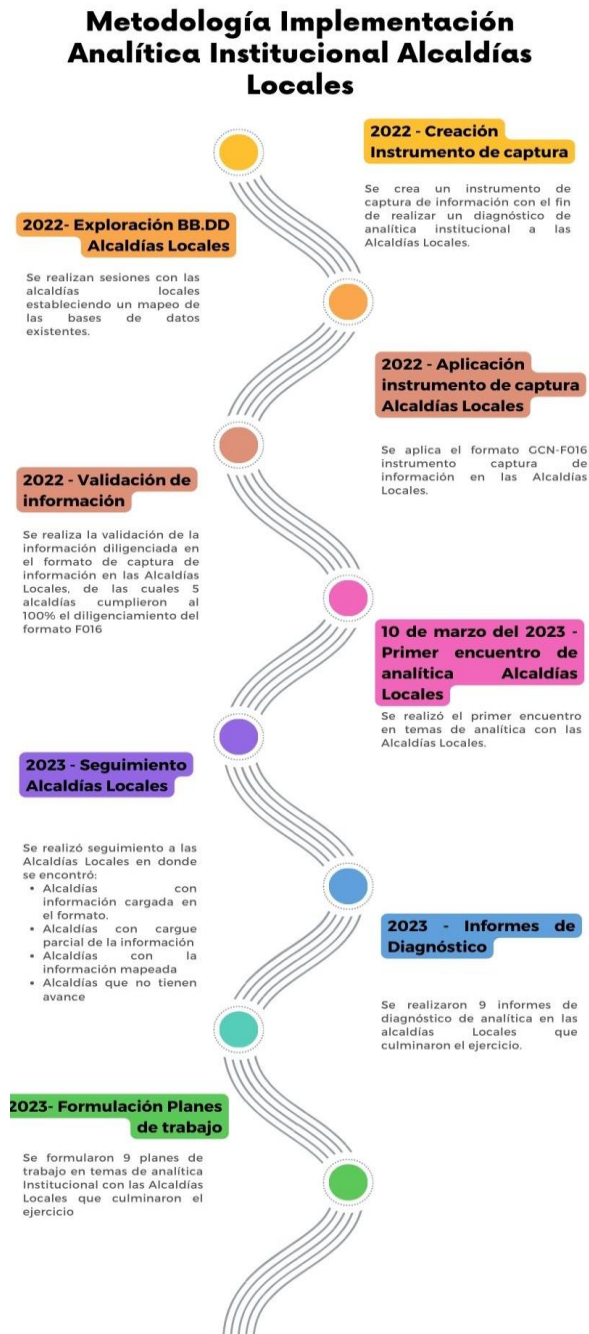 Metodología Implementación
Analítica Institucional Alcaldías
Locales
2022 - Creación
Instrumento de captura
Se crea un instrumento de
captura de información con el fin
de realizar un diagnóstico de
analítica institucional a las
Alcaldías Locales.
2022- Exploración BB.DD
Alcaldías Locales
Se realizan sesiones con las
alcaldías locales
estableciendo un mapeo de
las bases de datos
existentes.
2022 - Aplicación
instrumento de captura
Alcaldías Locales
Se aplica el formato GCN-F016
instrumento captura de
información en las Alcaldías
Locales.
2022 - Validación de
información
Se realiza la validación de la
información diligenciada en
el formato de captura de
información en las Alcaldías
Locales, de las cuales 5
alcaldías cumplieron al
100% el diligenciamiento del
formato F016
10 de marzo del 2023 -
Primer encuentro de
analítica Alcaldías
Locales
Se realizó el primer encuentro
en temas de analítica con las
Alcaldías Locales.
2023 - Seguimiento
Alcaldías Locales
Se realizó seguimiento a las
Alcaldías Locales en donde
se encontró:
• Alcaldías con
información cargada en
el formato.
• Alcaldías con cargue
parcial de la información
• Alcaldías con la
información mapeada
• Alcaldías que no tienen
avance
2023 - Informes de
Diagnóstico
Se realizaron 9 informes de
diagnóstico de analítica en las
alcaldías Locales que
culminaron el ejercicio.
2023- Formulación Planes
de trabajo
Se formularon 9 planes de
trabajo en temas de analítica
Institucional con las Alcaldías
Locales que culminaron el
ejercicio